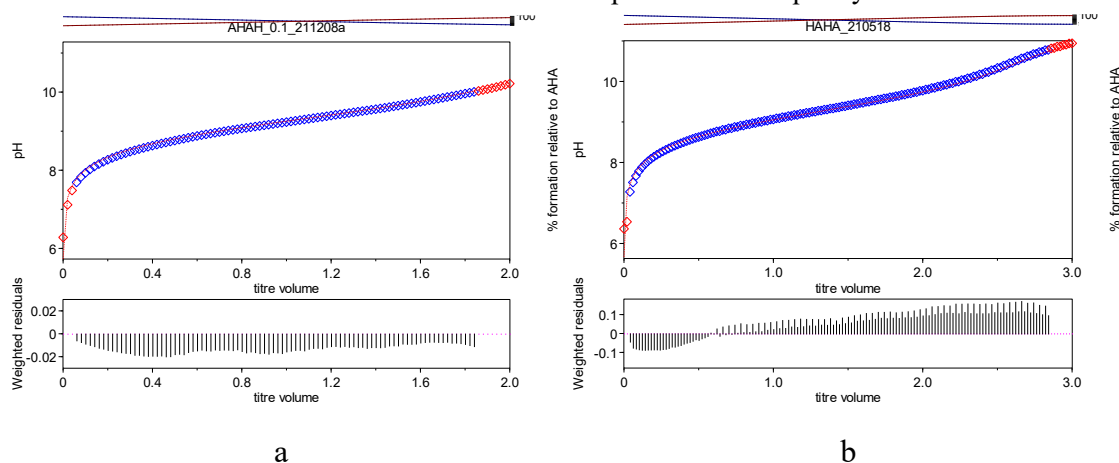 100
AHAH_0.1_211208a
10
8
6
pH
% formation relative to AHA
0 0.4 0.8 1.2 1.6 2.0
titre volume
0.02
0
-0.02
Weighted residuals
0 0.4 0.8 1.2 1.6 2.0
titre volume
a
100
HAHA_210518
10
8
6
pH
% formation relative to AHA
0 1.0 2.0 3.0
titre volume
0.1
0
-0.1
Weighted residuals
0 1.0 2.0 3.0
titre volume
b